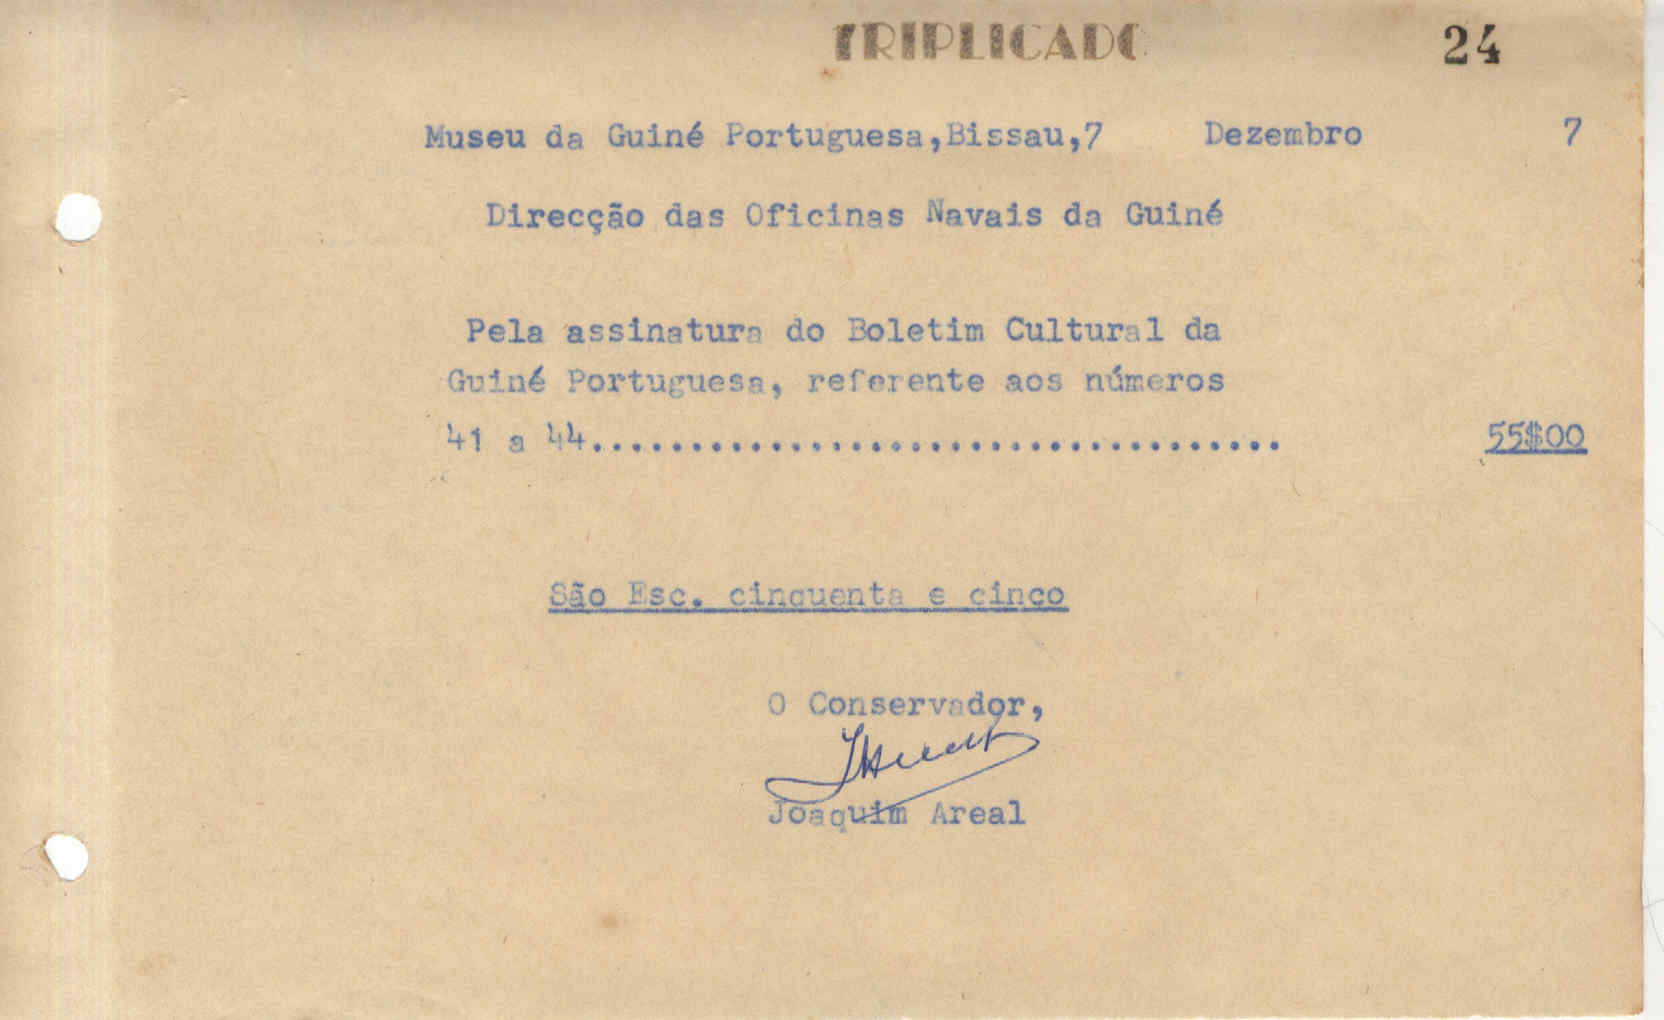 TRIPLICADO 24
Museu da Guiné Portuguesa,Bissau,7 Dezembro 7
Direcção das Oficinas Navais da Guiné
Pela assinatura do Boletim Cultural da
Guiné Portuguesa, referente aos números
41 a 44................................... 55$00
São Esc. cincuenta e cinco
O Conservador,
Joaquim Areal